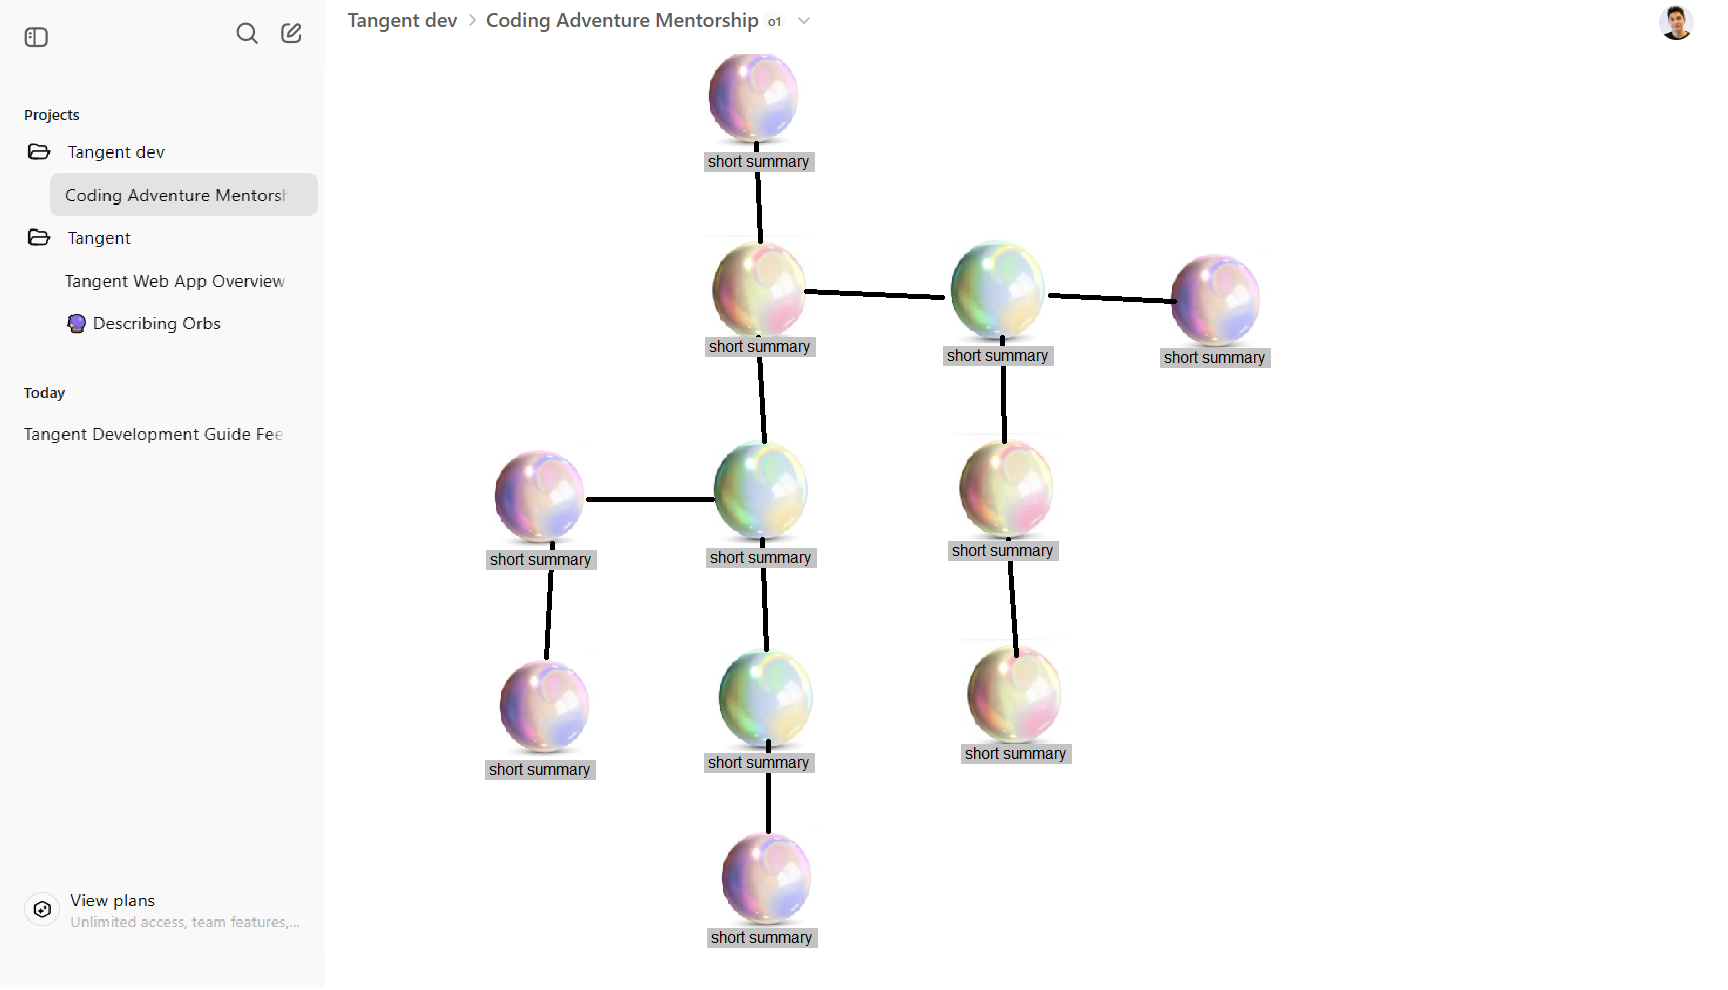 Tangent dev > Coding Adventure Mentorship o1
Projects
Tangent dev
Coding Adventure Mentorsh
Tangent
Tangent Web App Overview
Describing Orbs
Today
Tangent Development Guide Fee
View plans
Unlimited access, team features,...
short summary
short summary
short summary
short summary
short summary
short summary
short summary
short summary
short summary
short summary
short summary
short summary